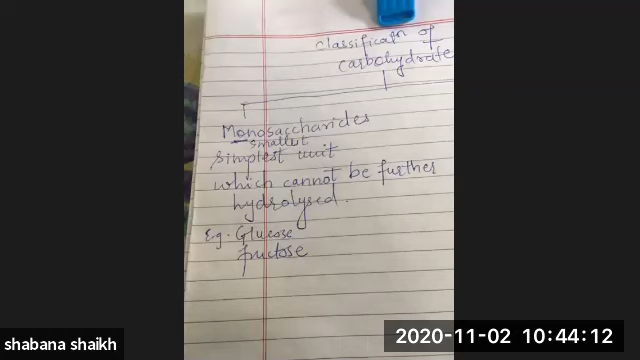 classificatn of
carbohydrate
Monosaccharides
smallest
simplest unit
which cannot be further
hydrolysed.
Eg. Glucose
fructose
shabana shaikh
2020-11-02 10:44:12